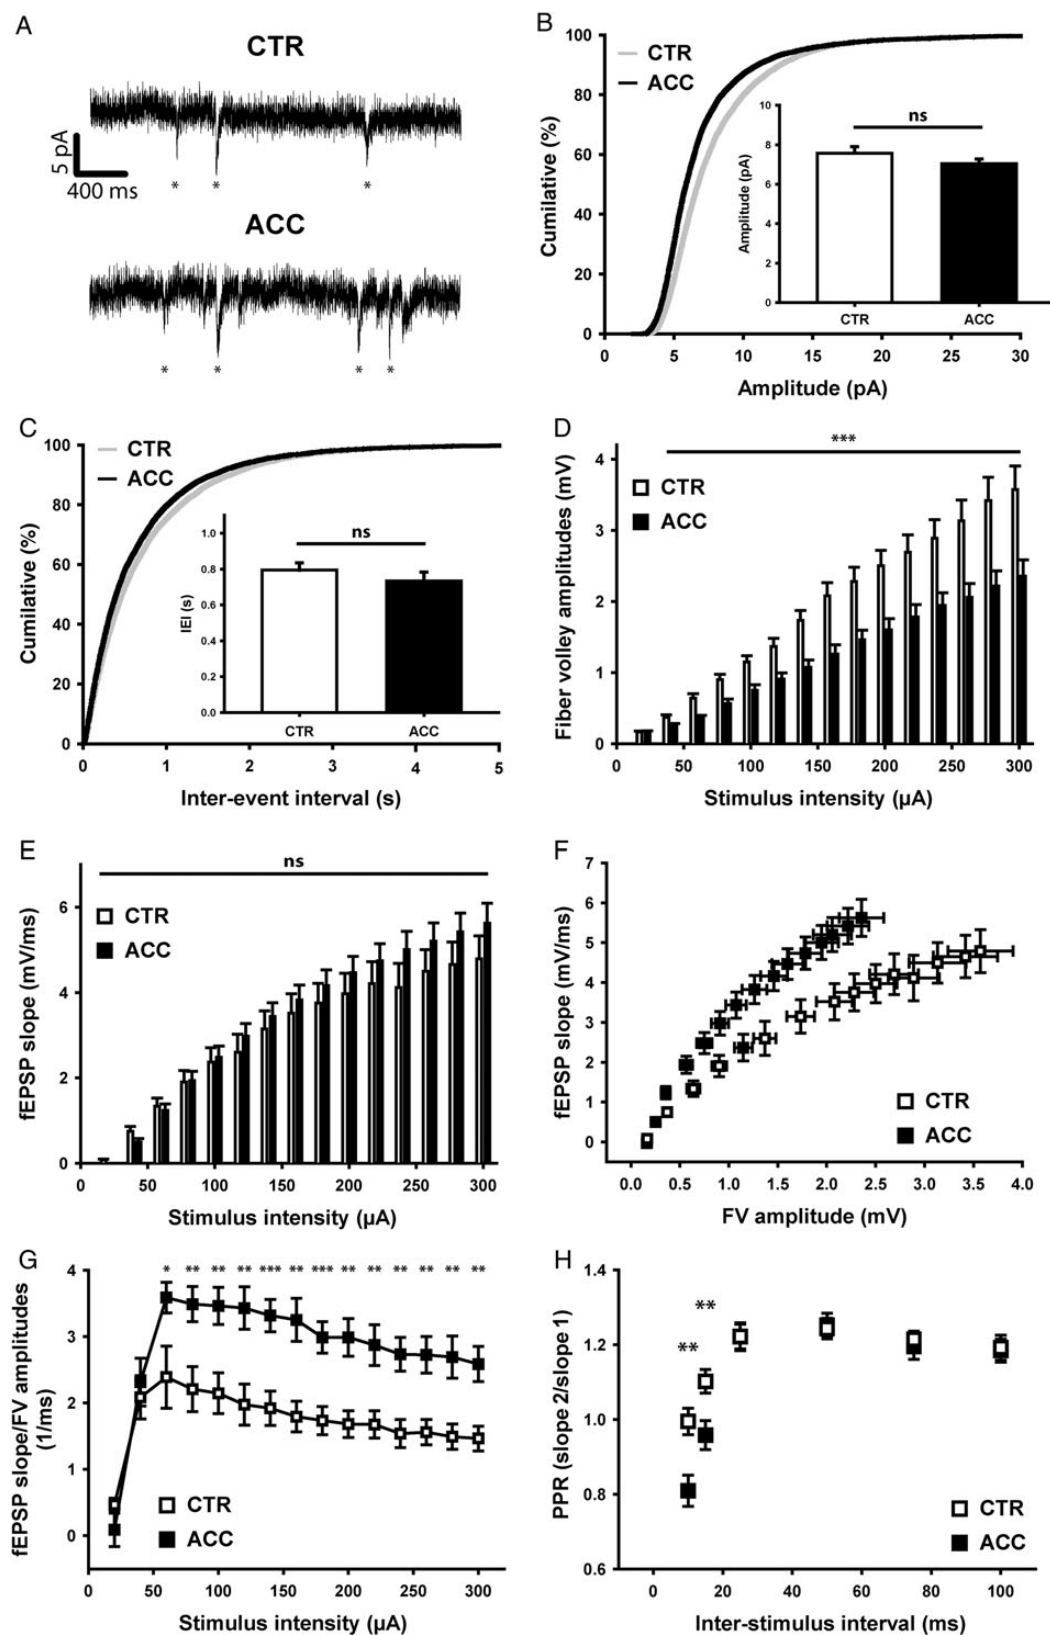 A
CTR
5 pA
400 ms
* * *
ACC
* * * *
B
100
80
60
40
20
0
Cumilative (%)
CTR
ACC
10
8
6
4
2
0
Amplitude (pA)
ns
CTR ACC
0 5 10 15 20 25 30
Amplitude (pA)
C
100
80
60
40
20
0
Cumilative (%)
CTR
ACC
1.0
0.8
0.6
0.4
0.2
0.0
IEI (s)
ns
CTR ACC
0 1 2 3 4 5
Inter-event interval (s)
D
***
4
3
2
1
0
Fiber volley amplitudes (mV)
CTR
ACC
0 50 100 150 200 250 300
Stimulus intensity (µA)
E
ns
6
4
2
0
fEPSP slope (mV/ms)
CTR
ACC
0 50 100 150 200 250 300
Stimulus intensity (µA)
F
7
6
5
4
3
2
1
0
fEPSP slope (mV/ms)
CTR
ACC
0.0 0.5 1.0 1.5 2.0 2.5 3.0 3.5 4.0
FV amplitude (mV)
G
* ** ** ** *** ** *** ** ** ** ** ** **
4
3
2
1
0
fEPSP slope/FV amplitudes
(1/ms)
CTR
ACC
0 50 100 150 200 250 300
Stimulus intensity (µA)
H
1.4
1.2
1.0
0.8
0.6
PPR (slope 2/slope 1)
**
**
CTR
ACC
0 20 40 60 80 100
Inter-stimulus interval (ms)